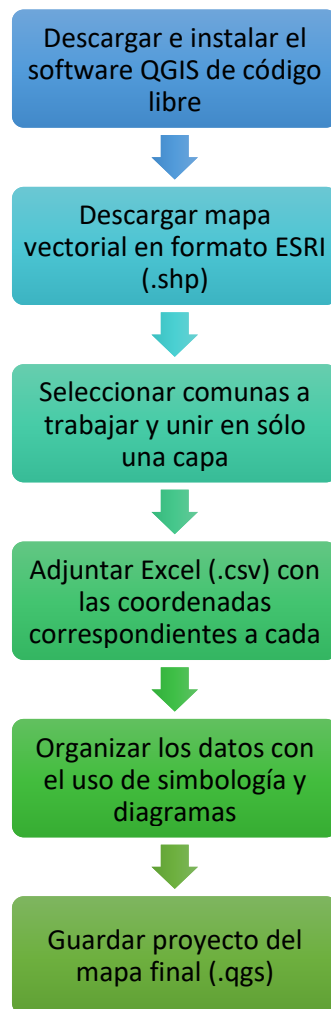 Descargar e instalar el
software QGIS de código
libre
Descargar mapa
vectorial en formato ESRI
(.shp)
Seleccionar comunas a
trabajar y unir en sólo
una capa
Adjuntar Excel (.csv) con
las coordenadas
correspondientes a cada
Organizar los datos con
el uso de simbología y
diagramas
Guardar proyecto del
mapa final (.qgs)